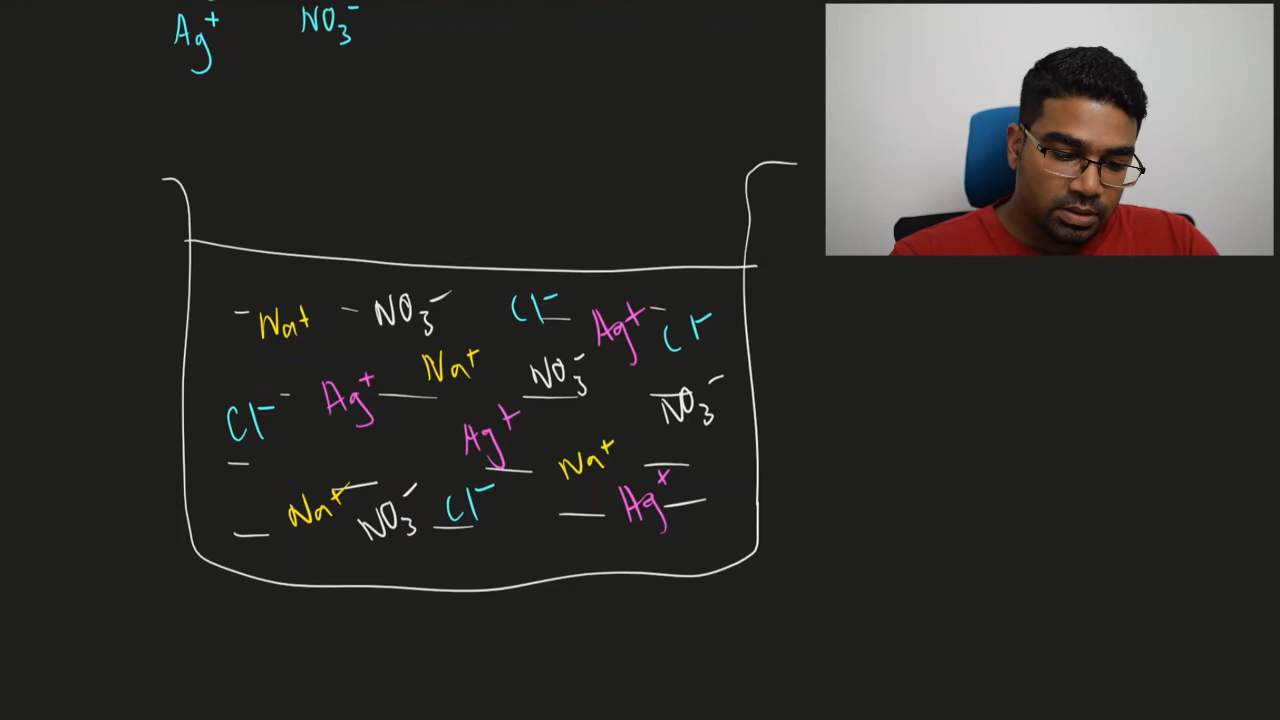 Ag⁺ NO₃⁻
Na⁺ NO₃⁻ Cl⁻ Ag⁺ Cl⁻
Cl⁻ Ag⁺ Na⁺ NO₃⁻ NO₃⁻
Ag⁺ Na⁺
Na⁺ NO₃⁻ Cl⁻ Ag⁺